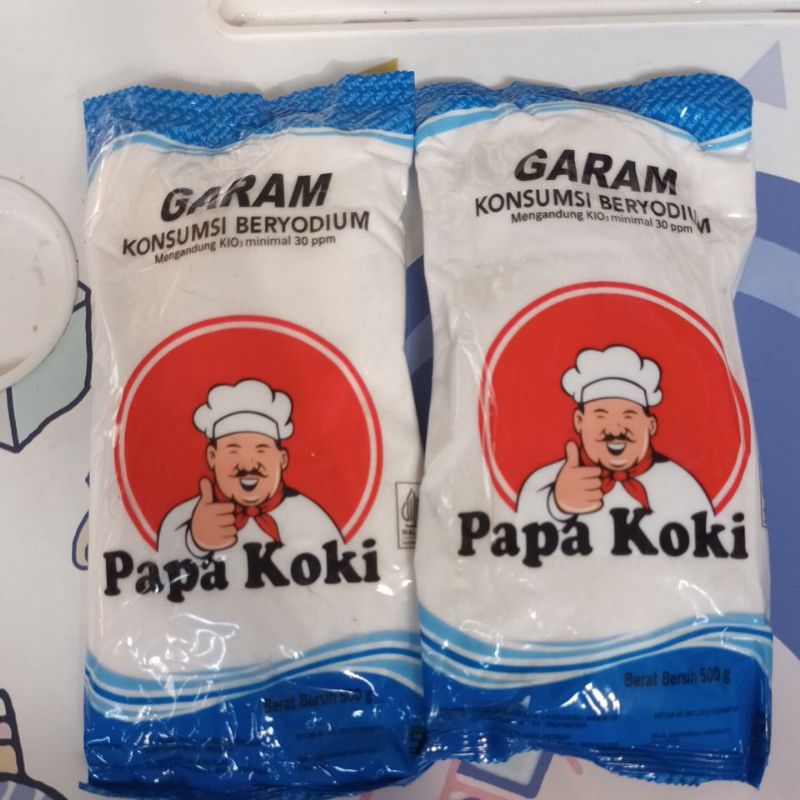 GARAM
KONSUMSI BERYODIUM
Mengandung KIO₃ minimal 30 ppm
Papa Koki
Berat Bersih 500 g
GARAM
KONSUMSI BERYODIUM
Mengandung KIO₃ minimal 30 ppm
Papa Koki
Berat Bersih 500 g